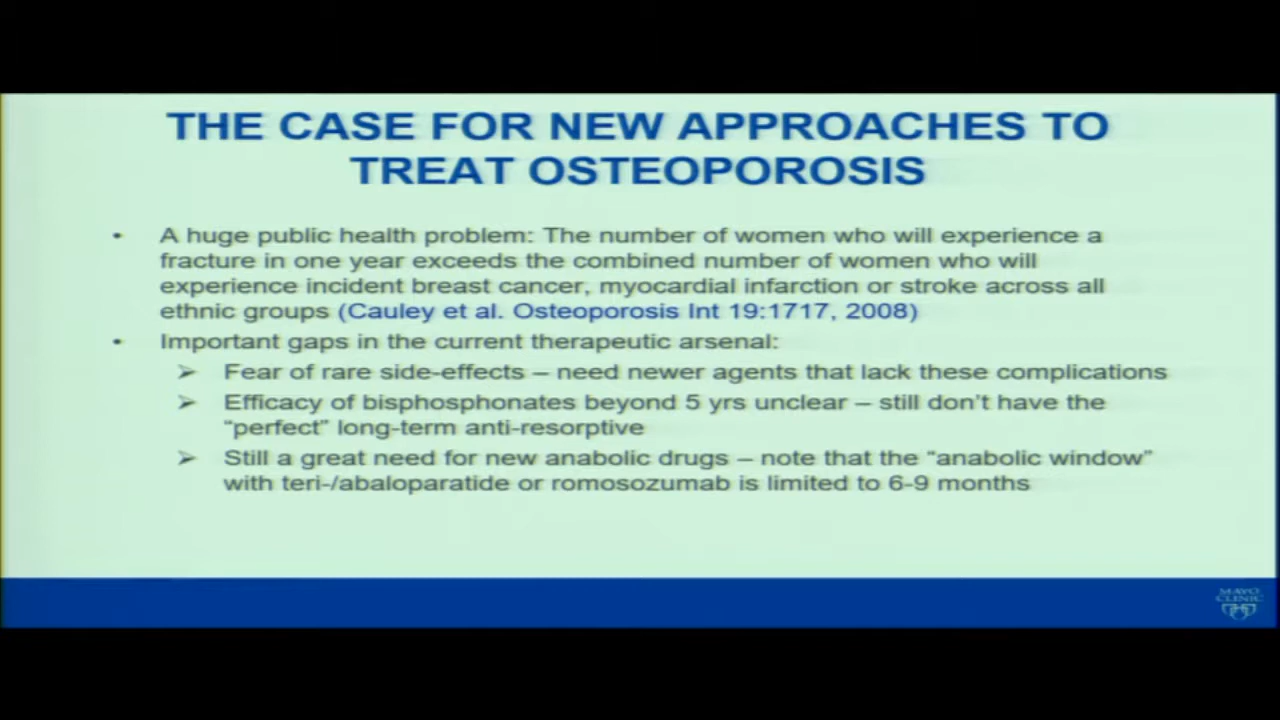 THE CASE FOR NEW APPROACHES TO
TREAT OSTEOPOROSIS
• A huge public health problem: The number of women who will experience a
fracture in one year exceeds the combined number of women who will
experience incident breast cancer, myocardial infarction or stroke across all
ethnic groups (Cauley et al. Osteoporosis Int 19:1717, 2008)
• Important gaps in the current therapeutic arsenal:
➢ Fear of rare side-effects – need newer agents that lack these complications
➢ Efficacy of bisphosphonates beyond 5 yrs unclear – still don't have the
"perfect" long-term anti-resorptive
➢ Still a great need for new anabolic drugs – note that the "anabolic window"
with teri-/abaloparatide or romosozumab is limited to 6-9 months
MAYO
CLINIC